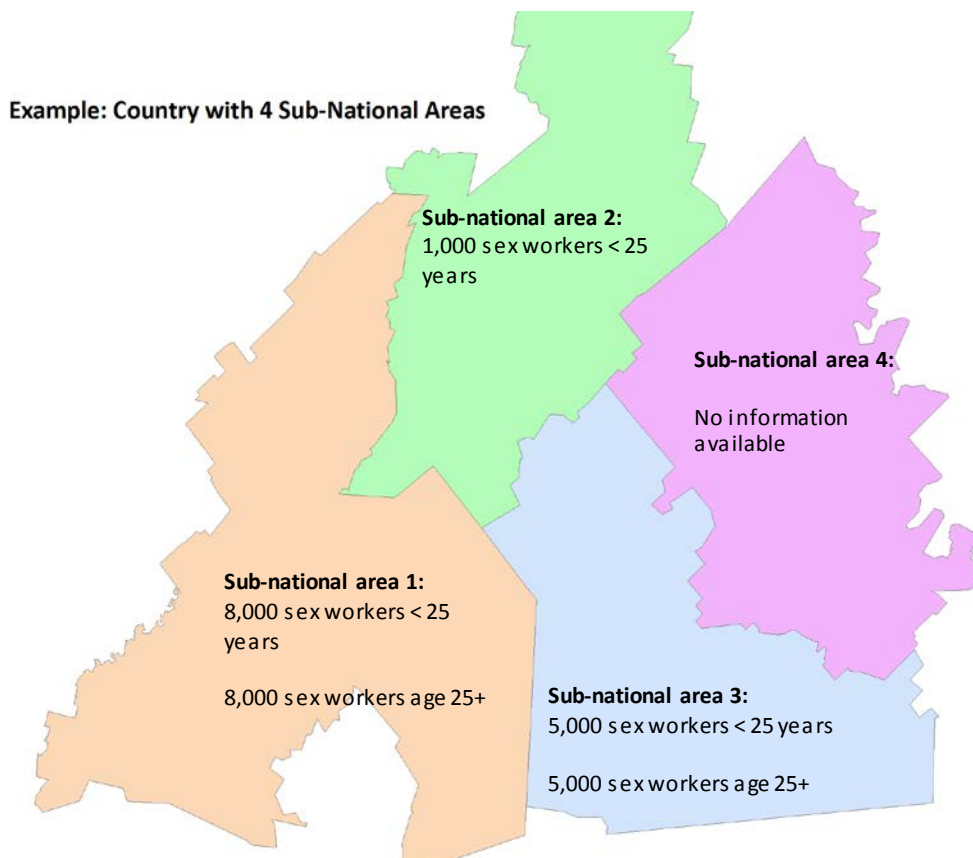 Example: Country with 4 Sub-National Areas
Sub-national area 2:
1,000 sex workers < 25
years
Sub-national area 4:
No information
available
Sub-national area 1:
8,000 sex workers < 25
years
8,000 sex workers age 25+
Sub-national area 3:
5,000 sex workers < 25 years
5,000 sex workers age 25+